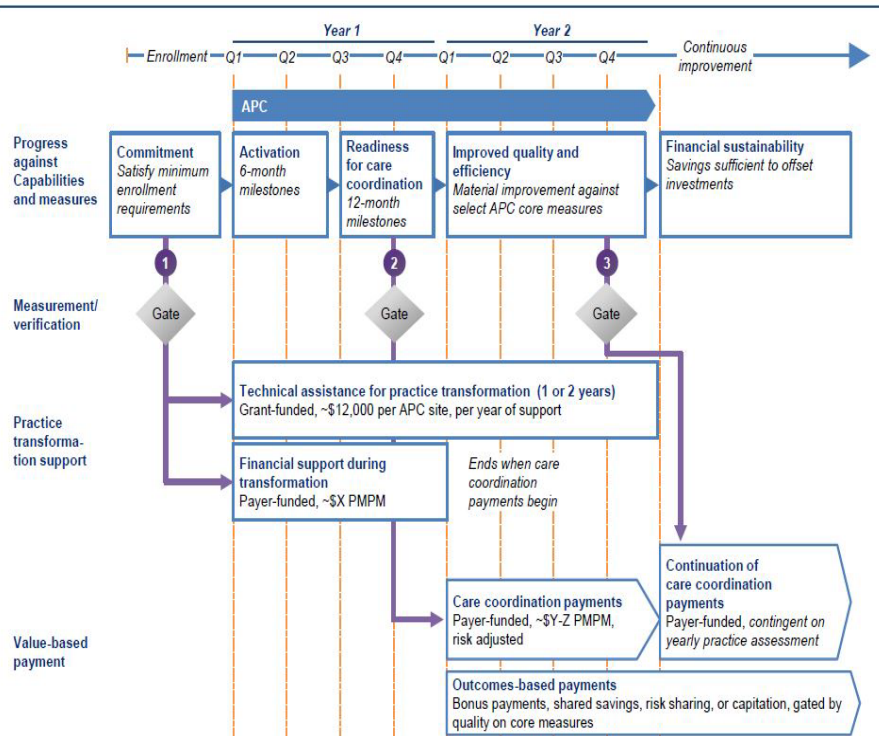 Year 1
Year 2
Enrollment
Q1
Q2
Q3
Q4
Q1
Q2
Q3
Q4
Continuous
improvement
APC
Progress
against
Capabilities
and measures
Commitment
Satisfy minimum
enrollment
requirements
Activation
6-month
milestones
Readiness
for care
coordination
12-month
milestones
Improved quality and
efficiency
Material improvement against
select APC core measures
Financial sustainability
Savings sufficient to offset
investments
1
2
3
Measurement/
verification
Gate
Gate
Gate
Practice
transforma-
tion support
Technical assistance for practice transformation (1 or 2 years)
Grant-funded, ~$12,000 per APC site, per year of support
Financial support during
transformation
Payer-funded, ~$X PMPM
Ends when care
coordination
payments begin
Value-based
payment
Care coordination payments
Payer-funded, ~$Y-Z PMPM,
risk adjusted
Continuation of
care coordination
payments
Payer-funded, contingent on
yearly practice assessment
Outcomes-based payments
Bonus payments, shared savings, risk sharing, or capitation, gated by
quality on core measures